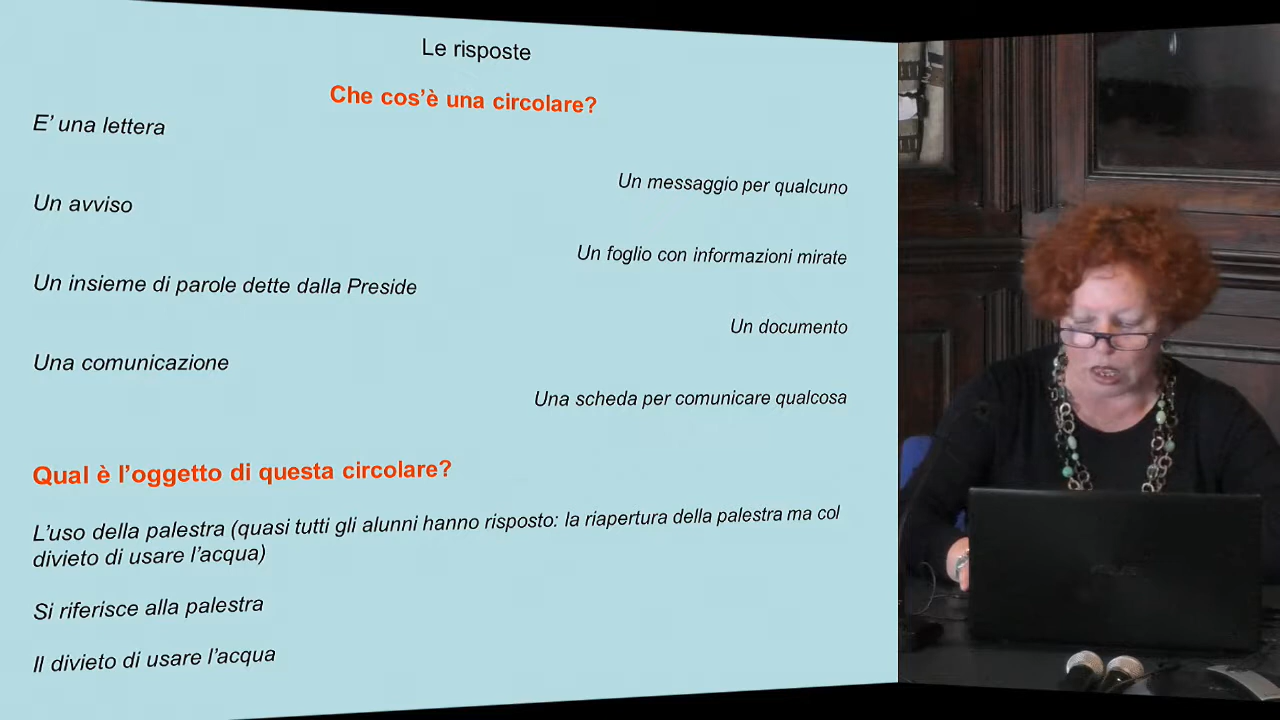 Le risposte
Che cos’è una circolare?
E’ una lettera
Un messaggio per qualcuno
Un avviso
Un foglio con informazioni mirate
Un insieme di parole dette dalla Preside
Un documento
Una comunicazione
Una scheda per comunicare qualcosa
Qual è l’oggetto di questa circolare?
L’uso della palestra (quasi tutti gli alunni hanno risposto: la riapertura della palestra ma col
divieto di usare l’acqua)
Si riferisce alla palestra
Il divieto di usare l’acqua